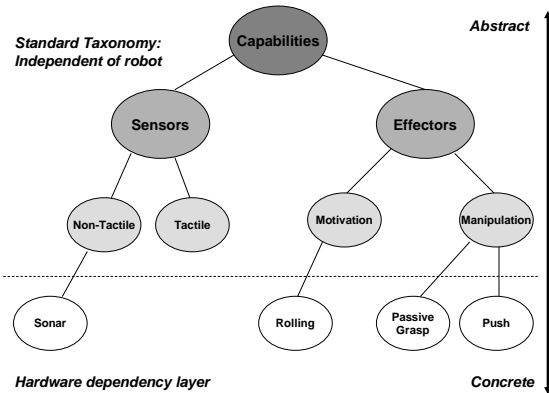 Standard Taxonomy:
Independent of robot
Capabilities
Abstract
Sensors
Effectors
Non-Tactile
Tactile
Motivation
Manipulation
Sonar
Rolling
Passive
Grasp
Push
Hardware dependency layer
Concrete